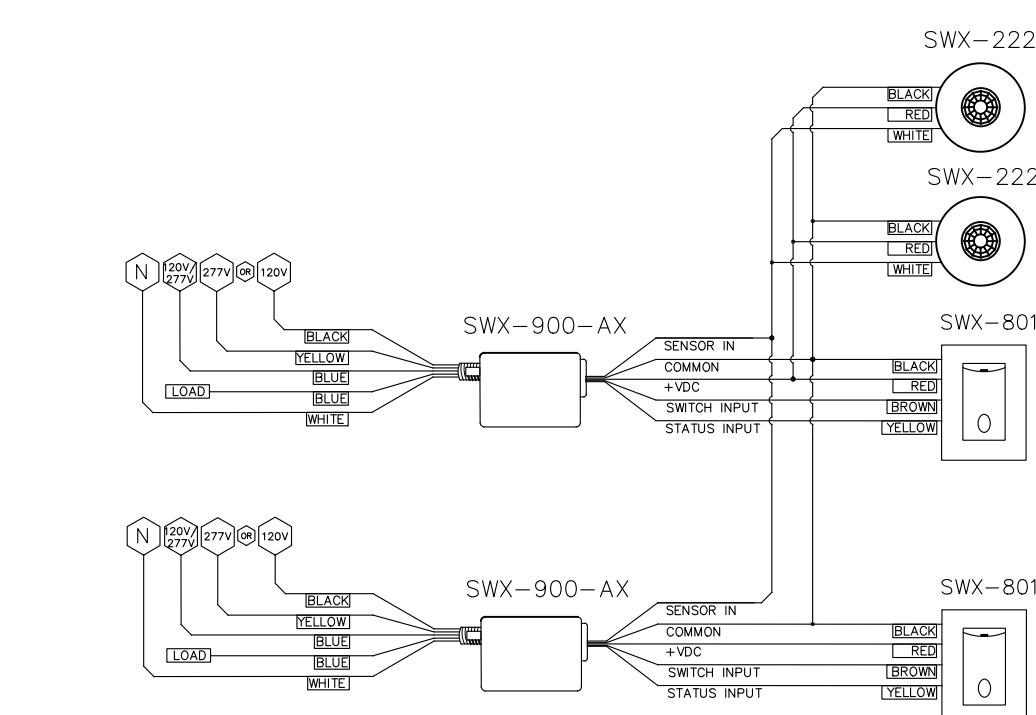 SWX-222
BLACK
RED
WHITE
SWX-222
BLACK
RED
WHITE
N
120V/
277V
277V
OR
120V
BLACK
YELLOW
BLUE
LOAD
BLUE
WHITE
SWX-900-AX
SENSOR IN
COMMON
+VDC
SWITCH INPUT
STATUS INPUT
SWX-801
BLACK
RED
BROWN
YELLOW
N
120V/
277V
277V
OR
120V
BLACK
YELLOW
BLUE
LOAD
BLUE
WHITE
SWX-900-AX
SENSOR IN
COMMON
+VDC
SWITCH INPUT
STATUS INPUT
SWX-801
BLACK
RED
BROWN
YELLOW